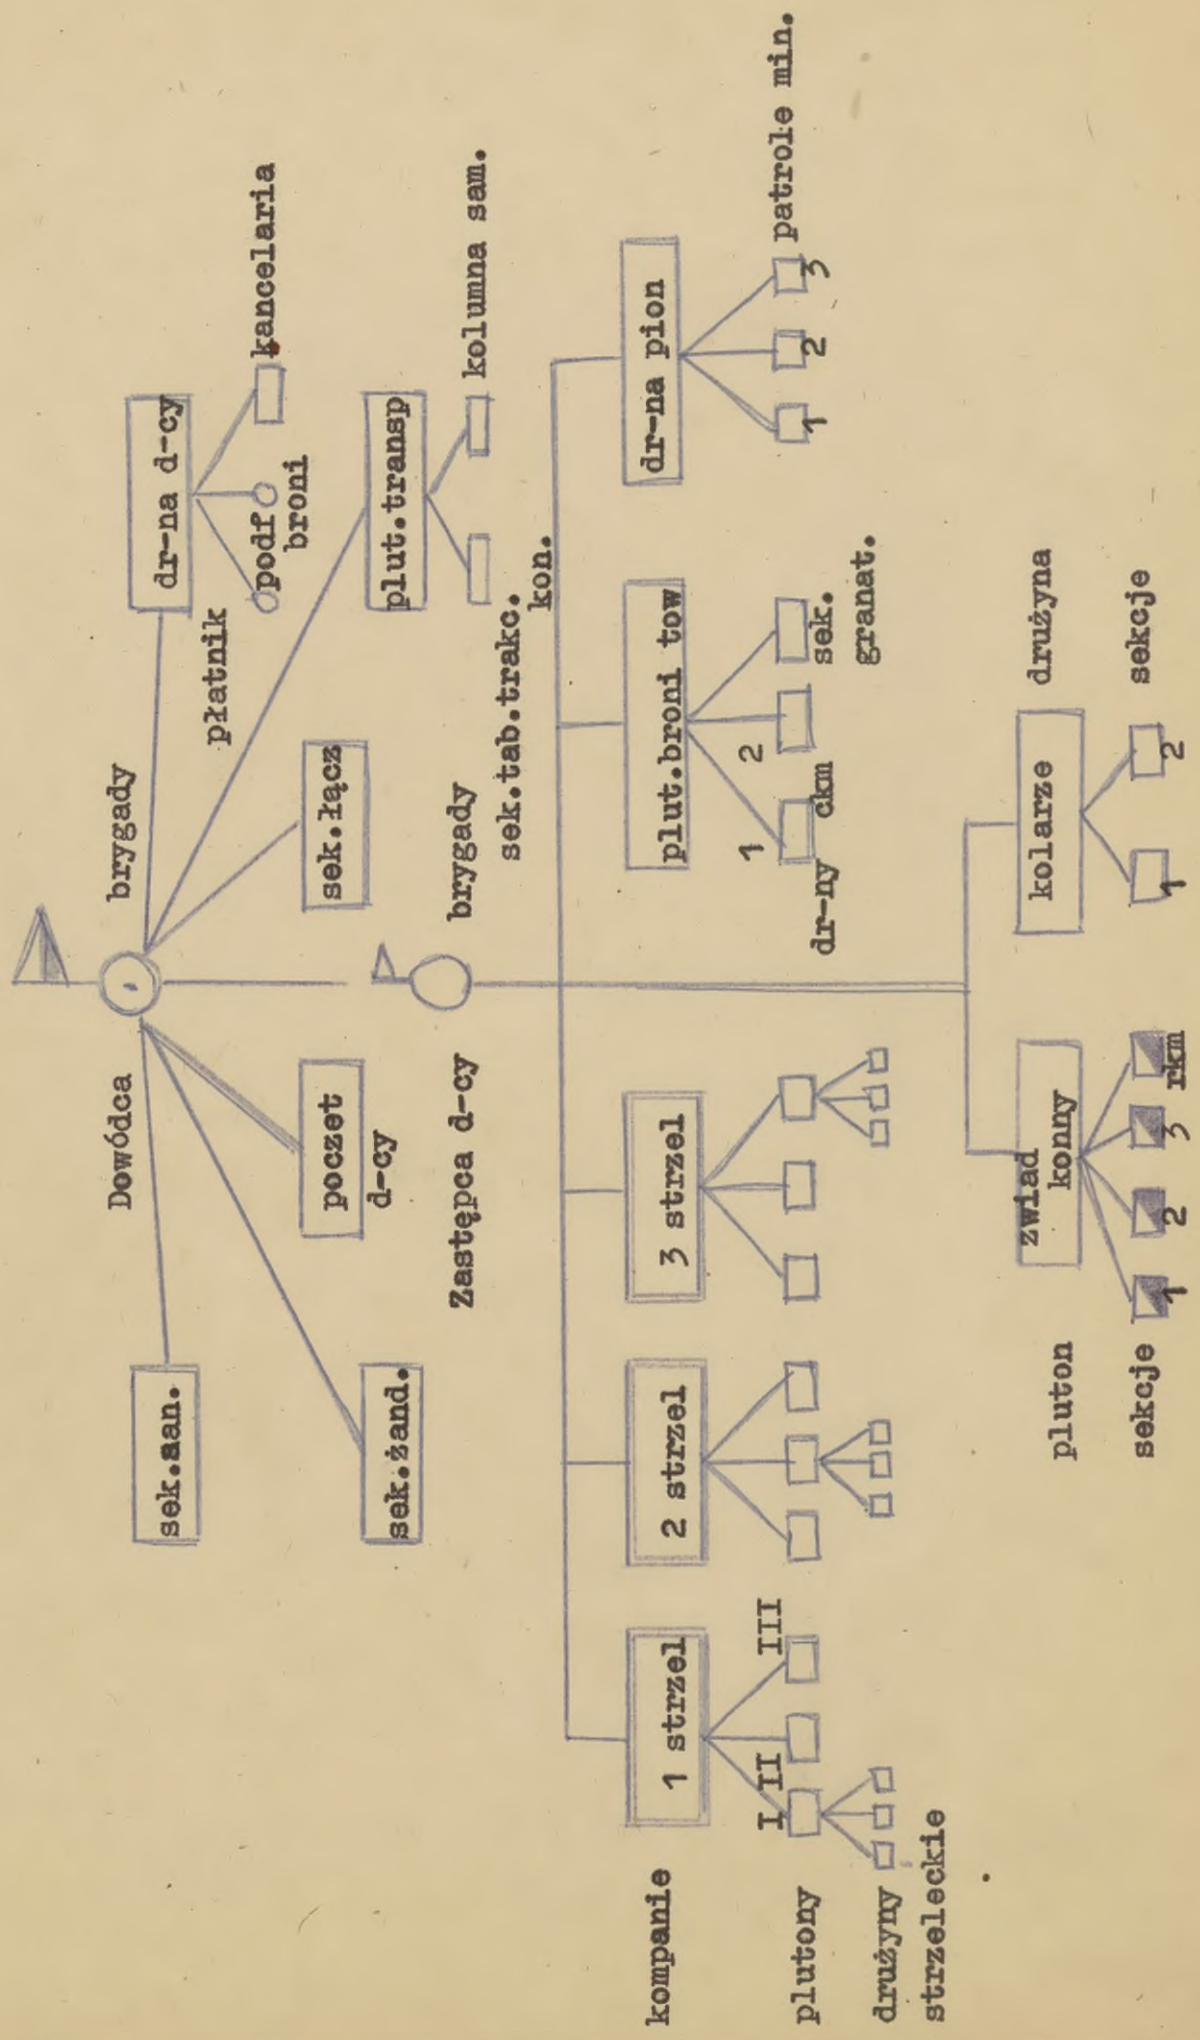 Dowódca brygady
dr-na d-cy
sek.san.
płatnik
podf
broni
kancelaria
poczet
d-cy
sek.łącz
sek.żand.
plut.transp
Zastępca d-cy brygady
sek.tab.trakc.
kon.
kolumna sam.
kompanie
1 strzel
2 strzel
3 strzel
plut.broni tow
dr-na pion
plutony
I II III
1 2
dr-ny ckm
sek.
granat.
1 2 3
patrole min.
drużyny
strzeleckie
pluton
zwiad
konny
kolarze
drużyna
sekcje
1 2 3 rkm
1 2
sekcje